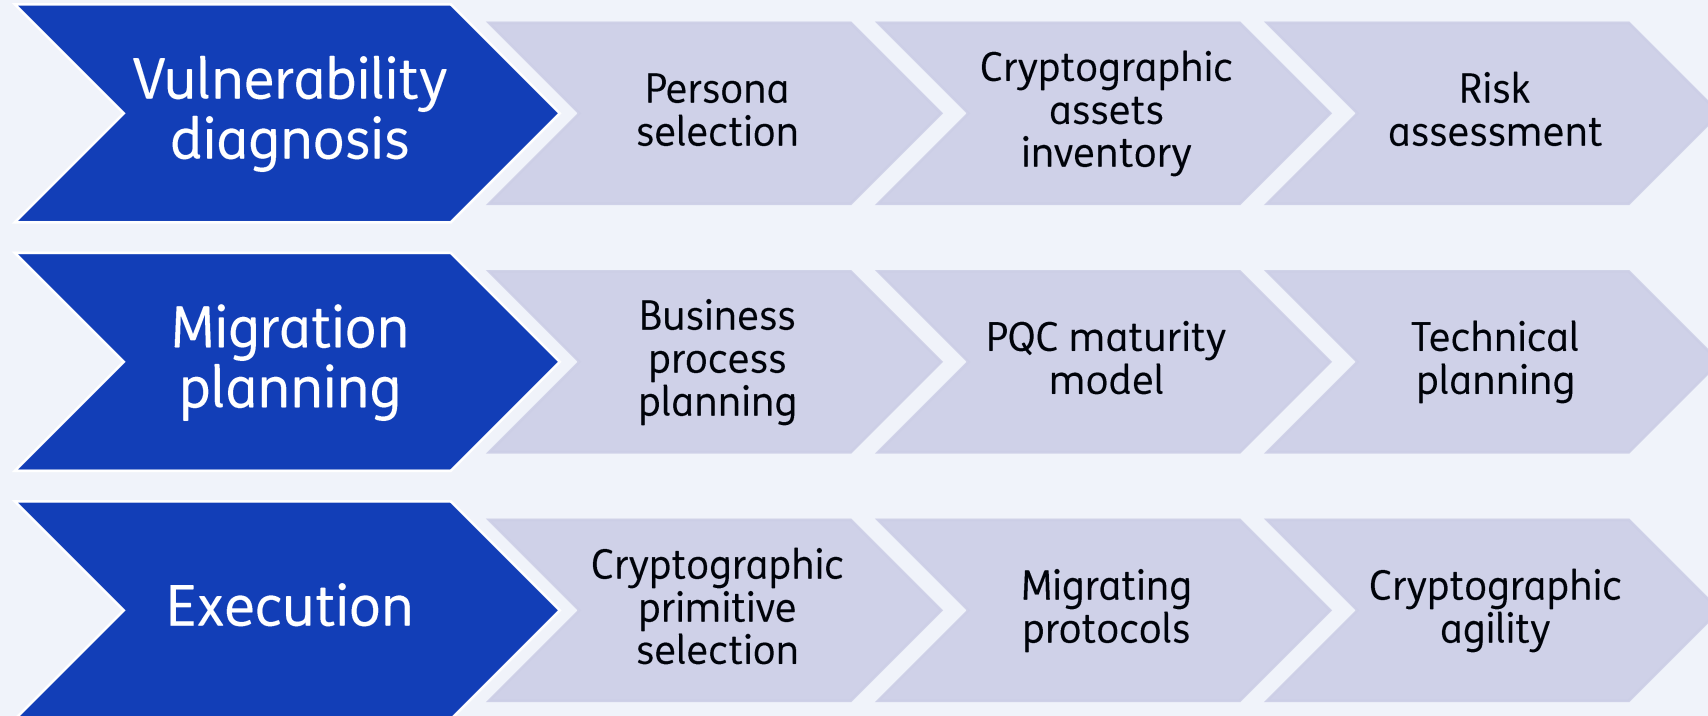 Vulnerability
diagnosis
Persona
selection
Cryptographic
assets
inventory
Risk
assessment
Migration
planning
Business
process
planning
PQC maturity
model
Technical
planning
Execution
Cryptographic
primitive
selection
Migrating
protocols
Cryptographic
agility